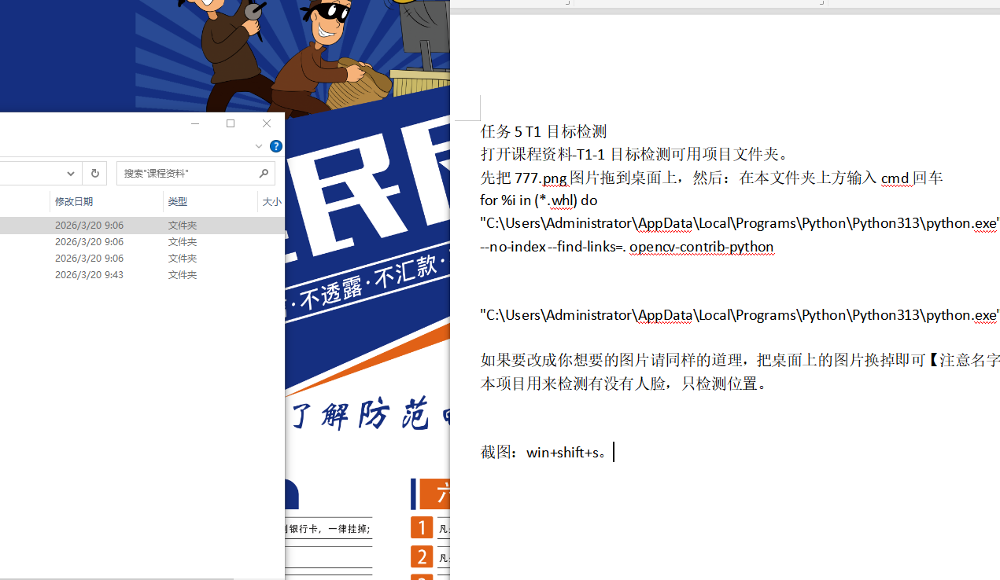 搜索"课程资料"
修改日期 类型 大小
2026/3/20 9:06 文件夹
2026/3/20 9:06 文件夹
2026/3/20 9:06 文件夹
2026/3/20 9:43 文件夹
·不透露·不汇款·
了解防范
银行卡，一律挂掉;
六
1 凡
2 凡
任务 5 T1 目标检测
打开课程资料-T1-1 目标检测可用项目文件夹。
先把 777.png 图片拖到桌面上，然后：在本文件夹上方输入 cmd 回车
for %i in (*.whl) do
"C:\Users\Administrator\AppData\Local\Programs\Python\Python313\python.exe"
--no-index --find-links=. opencv-contrib-python
"C:\Users\Administrator\AppData\Local\Programs\Python\Python313\python.exe"
如果要改成你想要的图片请同样的道理，把桌面上的图片换掉即可【注意名字
本项目用来检测有没有人脸，只检测位置。
截图：win+shift+s。